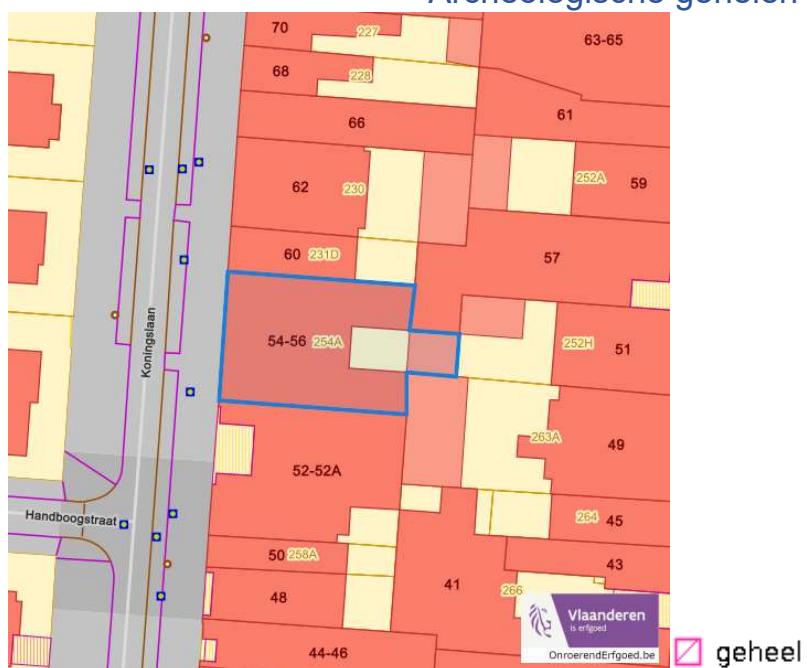 Archeologische gehelen
70
227
63-65
68
228
66
61
62
230
252A
59
60
231D
57
54-56
254A
Koningslaan
252H
51
52-52A
263A
49
Handboogstraat
264
45
50
258A
43
48
41
266
44-46
Vlaanderen
is erfgoed
OnroerendErfgoed.be
geheel